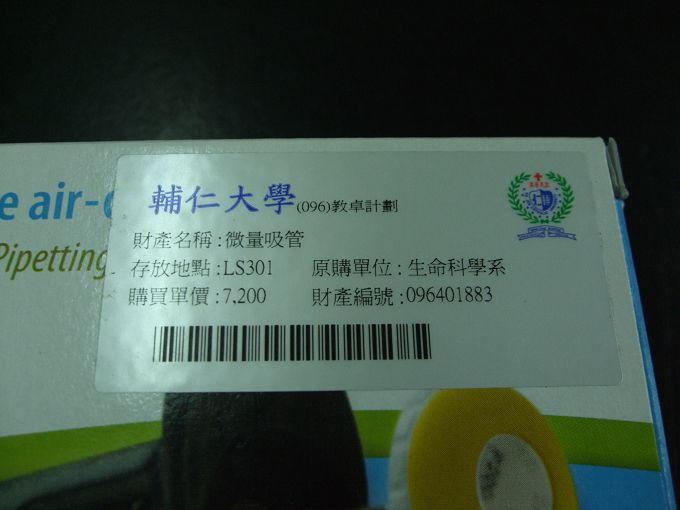 e air-c
Pipetting
輔仁大學(096)教卓計劃
財產名稱:微量吸管
存放地點:LS301 原購單位:生命科學系
購買單價:7,200 財產編號:096401883